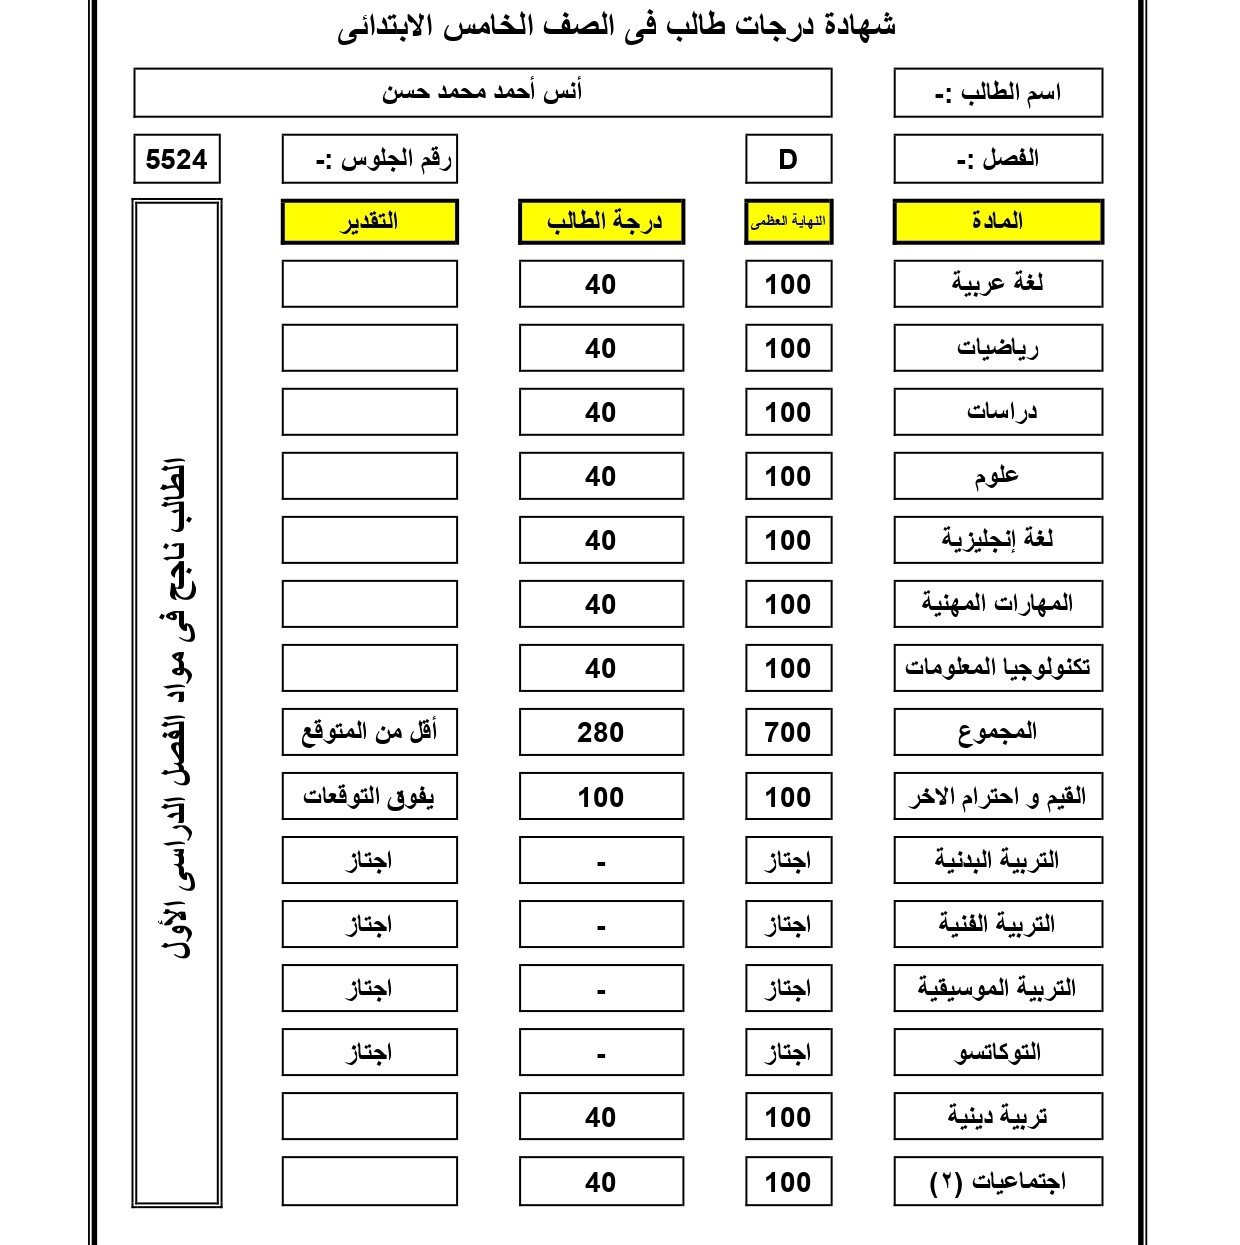 شهادة درجات طالب فى الصف الخامس الابتدائى
اسم الطالب :- أنس أحمد محمد حسن
الفصل :- D رقم الجلوس :- 5524
المادة النهاية العظمى درجة الطالب التقدير
لغة عربية 100 40
رياضيات 100 40
دراسات 100 40
علوم 100 40
لغة إنجليزية 100 40
المهارات المهنية 100 40
تكنولوجيا المعلومات 100 40
المجموع 700 280 أقل من المتوقع
القيم و احترام الاخر 100 100 يفوق التوقعات
التربية البدنية اجتاز - اجتاز
التربية الفنية اجتاز - اجتاز
التربية الموسيقية اجتاز - اجتاز
التوكاتسو اجتاز - اجتاز
تربية دينية 100 40
اجتماعيات (٢) 100 40
الطالب ناجح فى مواد الفصل الدراسى الأول